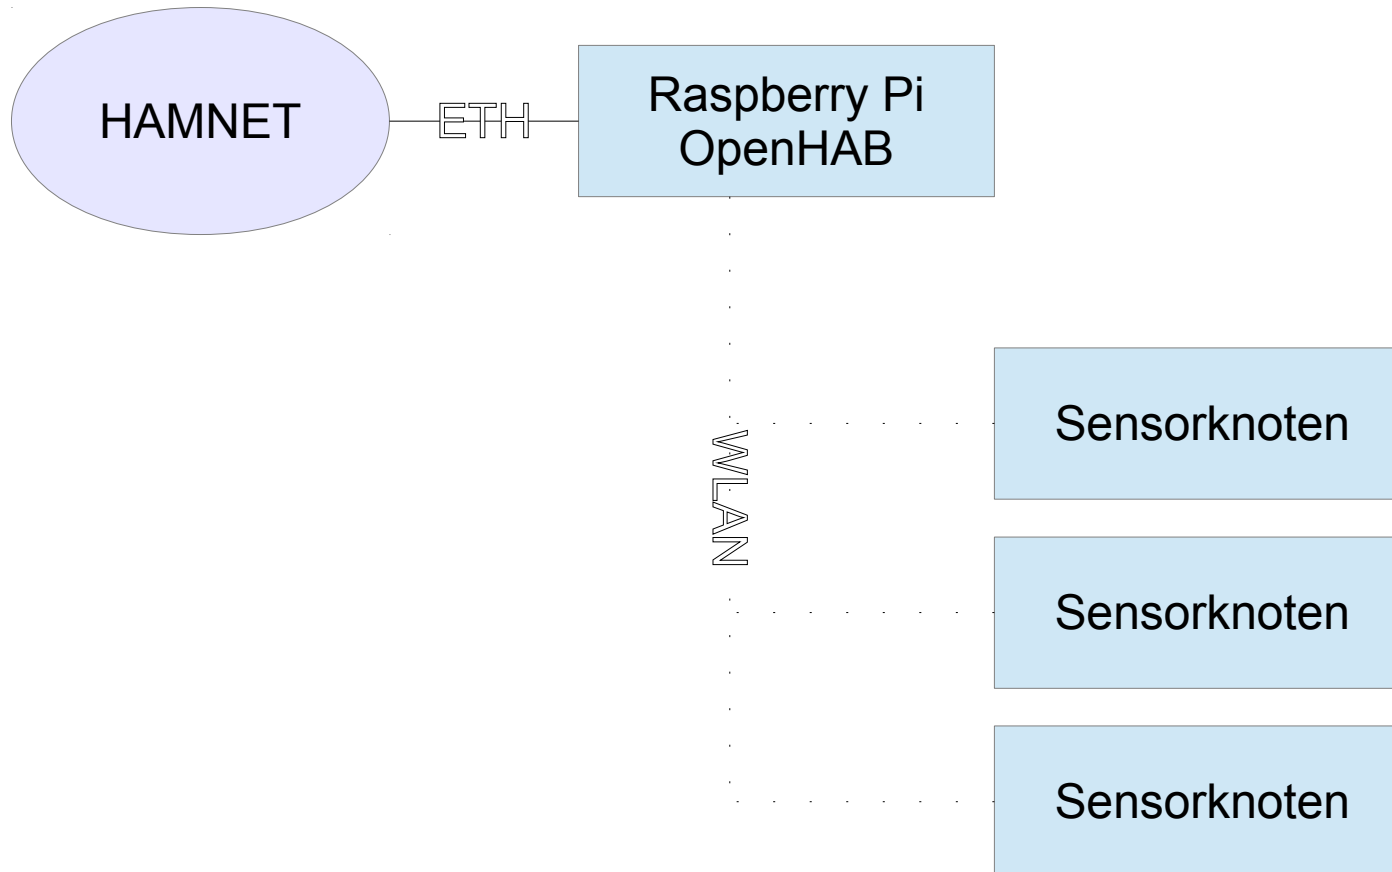 HAMNET
ETH
Raspberry Pi
OpenHAB
Sensorknoten
WLAN
Sensorknoten
Sensorknoten